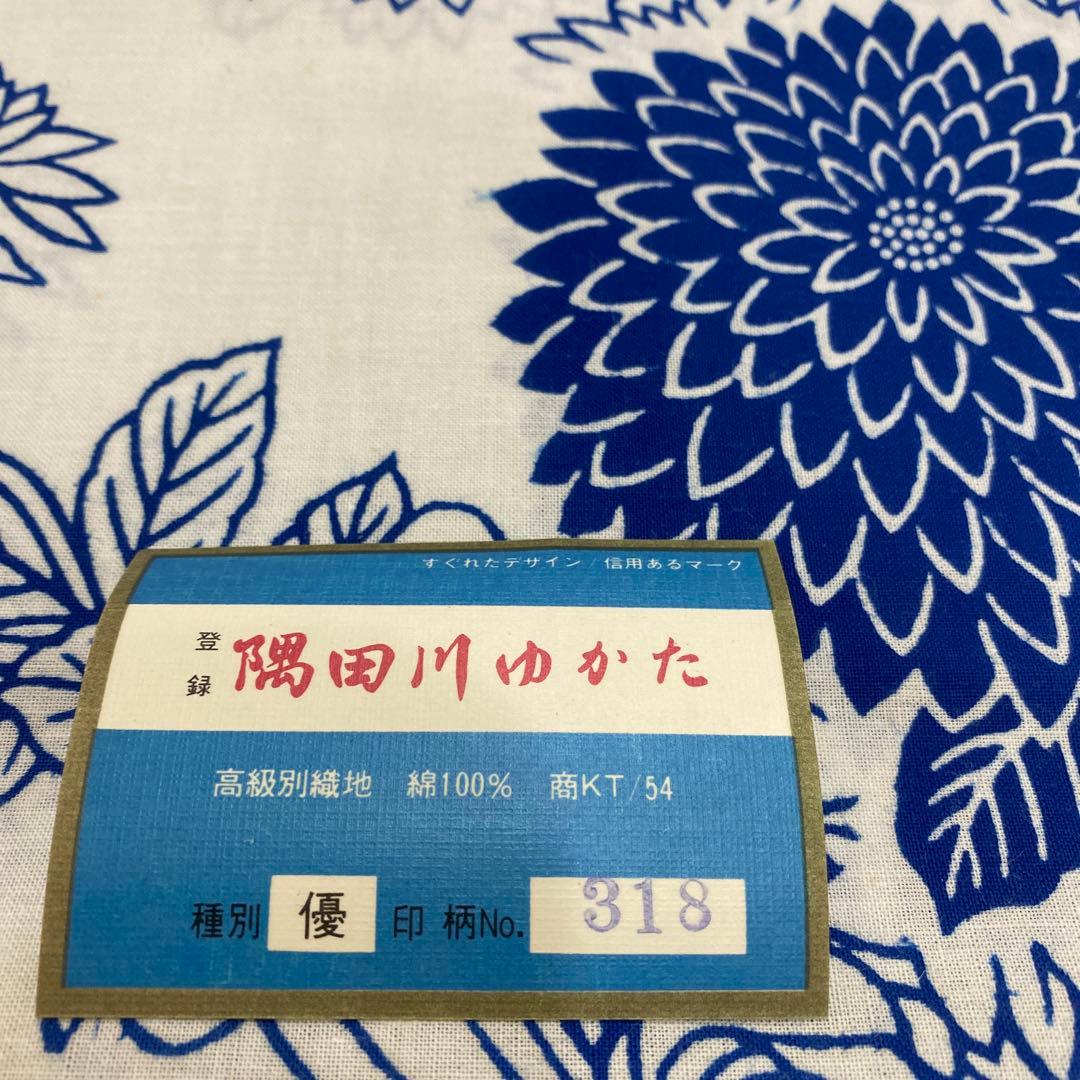 すぐれたデザイン/信用あるマーク
登録 隅田川ゆかた
高級別織地 綿100% 商KT/54
種別 優 印 柄No. 318